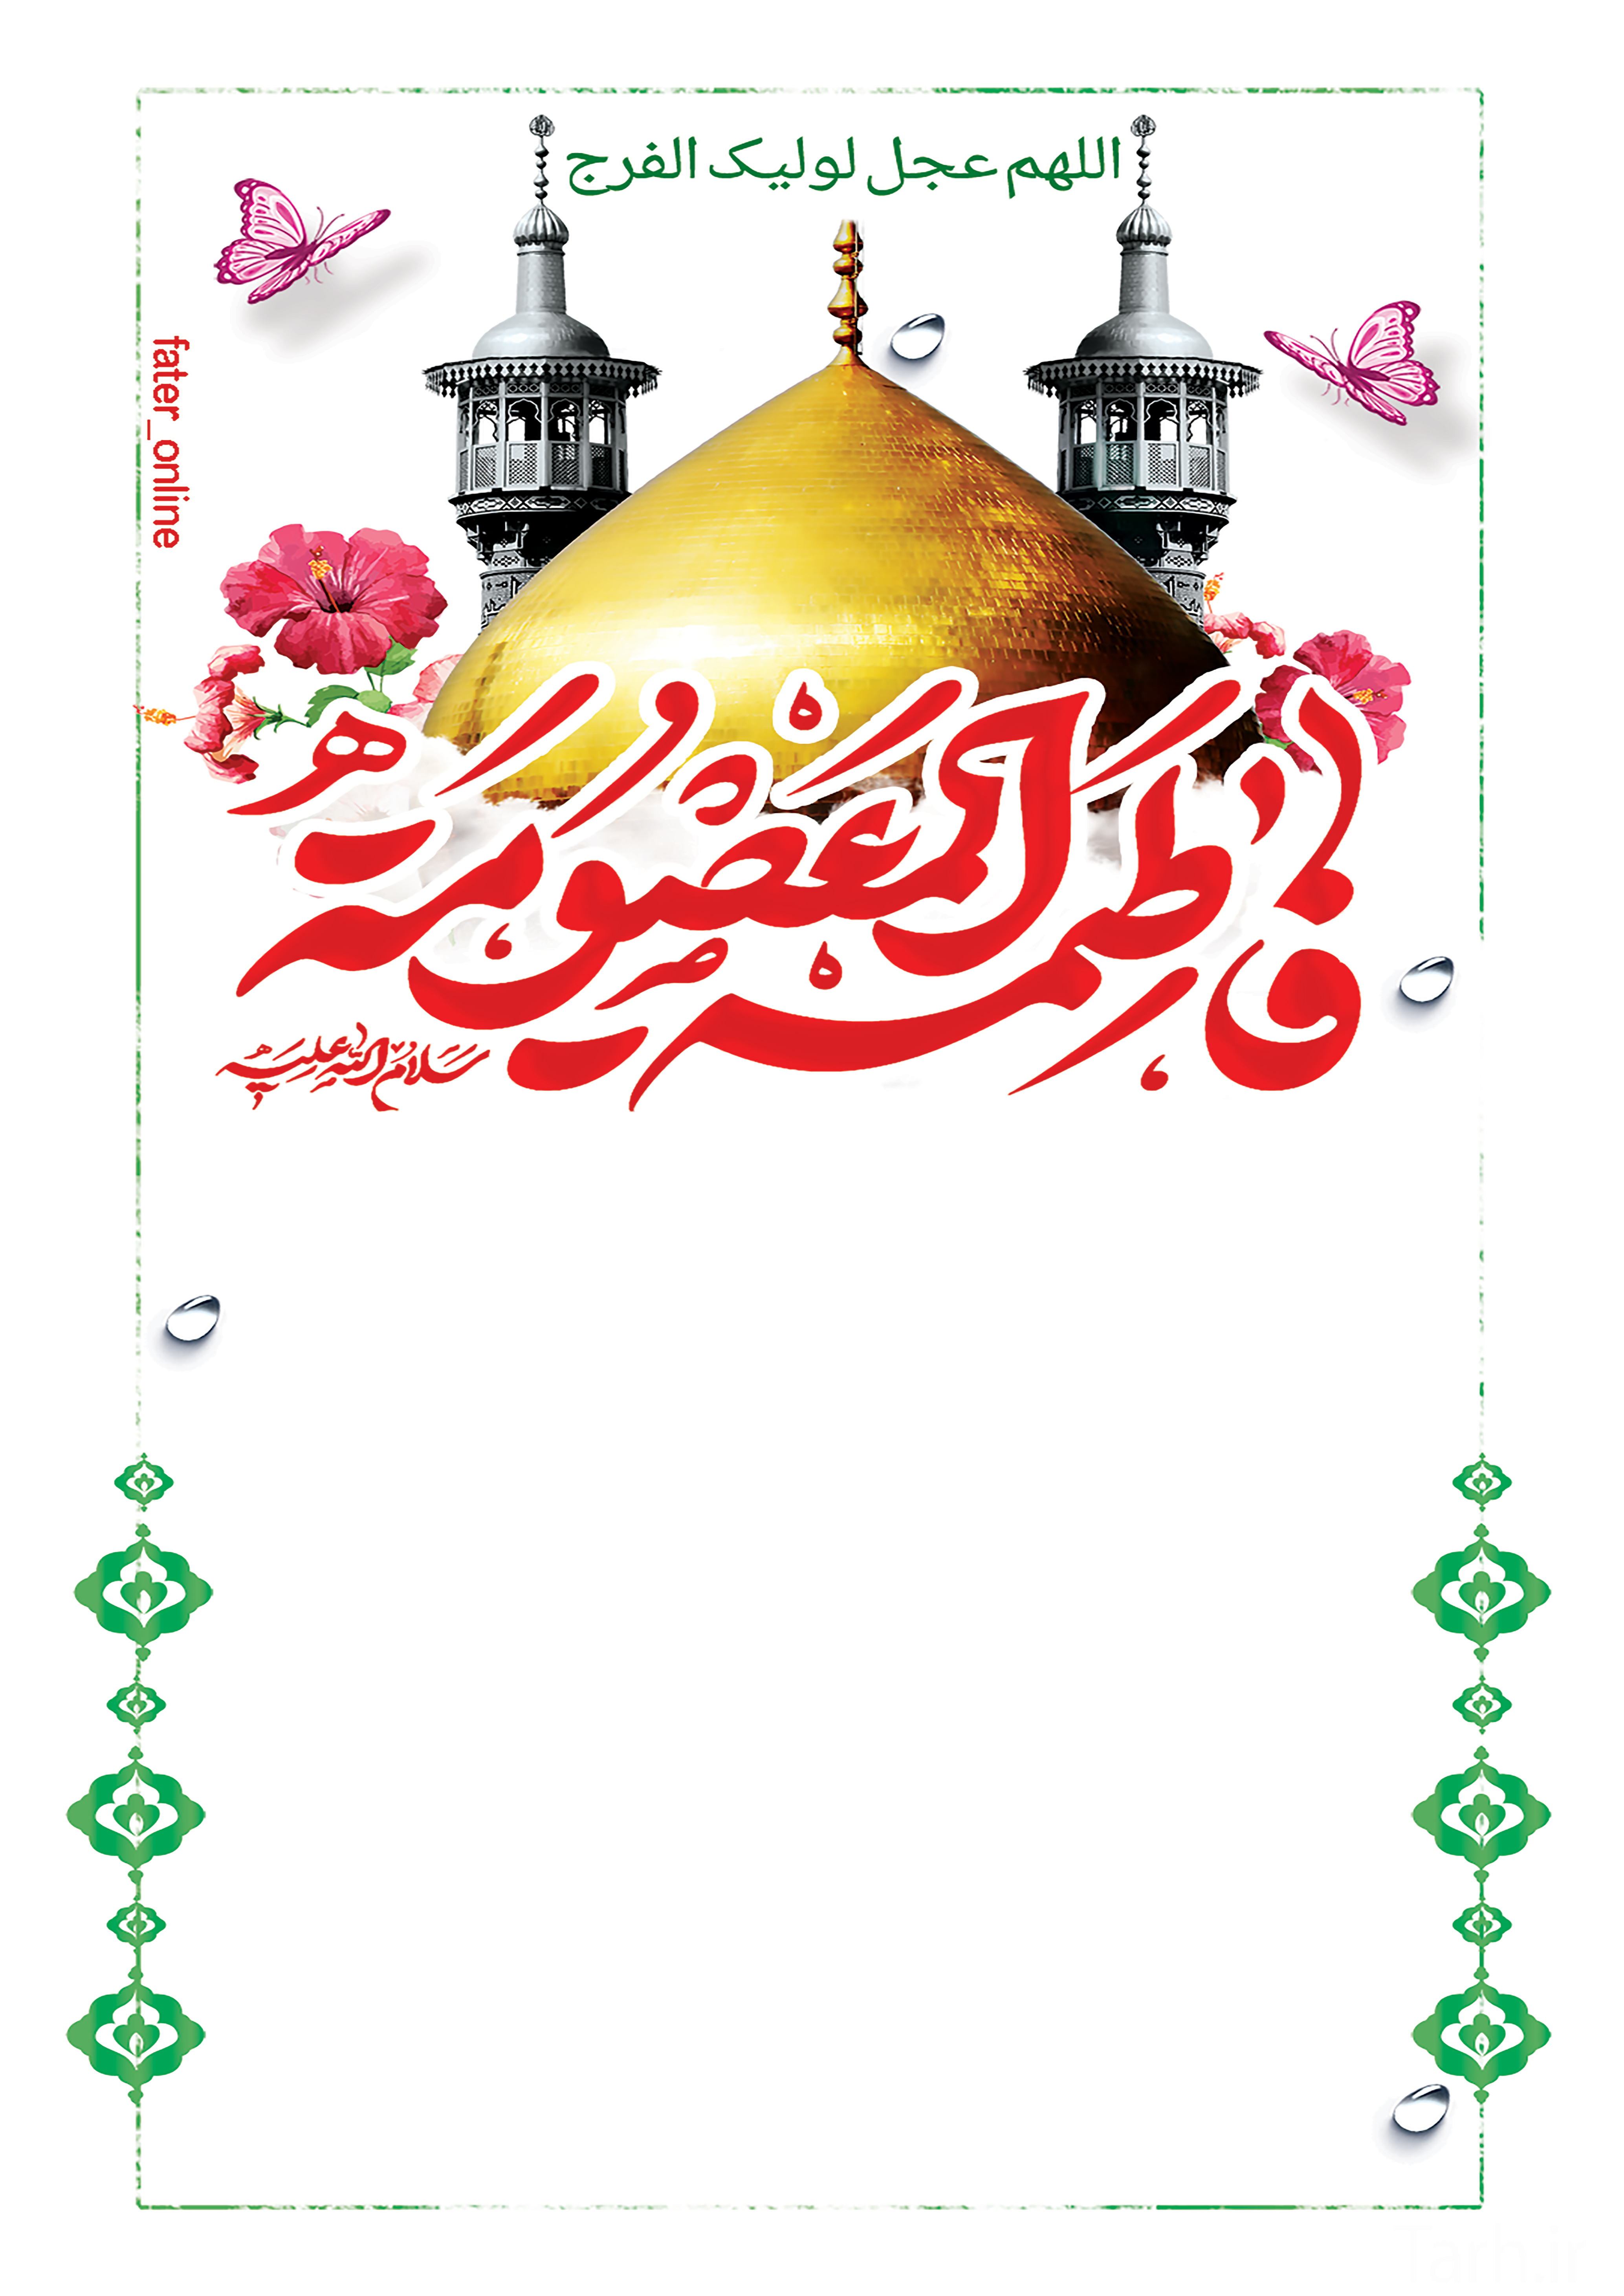 اللهم عجل لولیک الفرج
fater_online
فاطمة المعصومة
سلام الله علیها